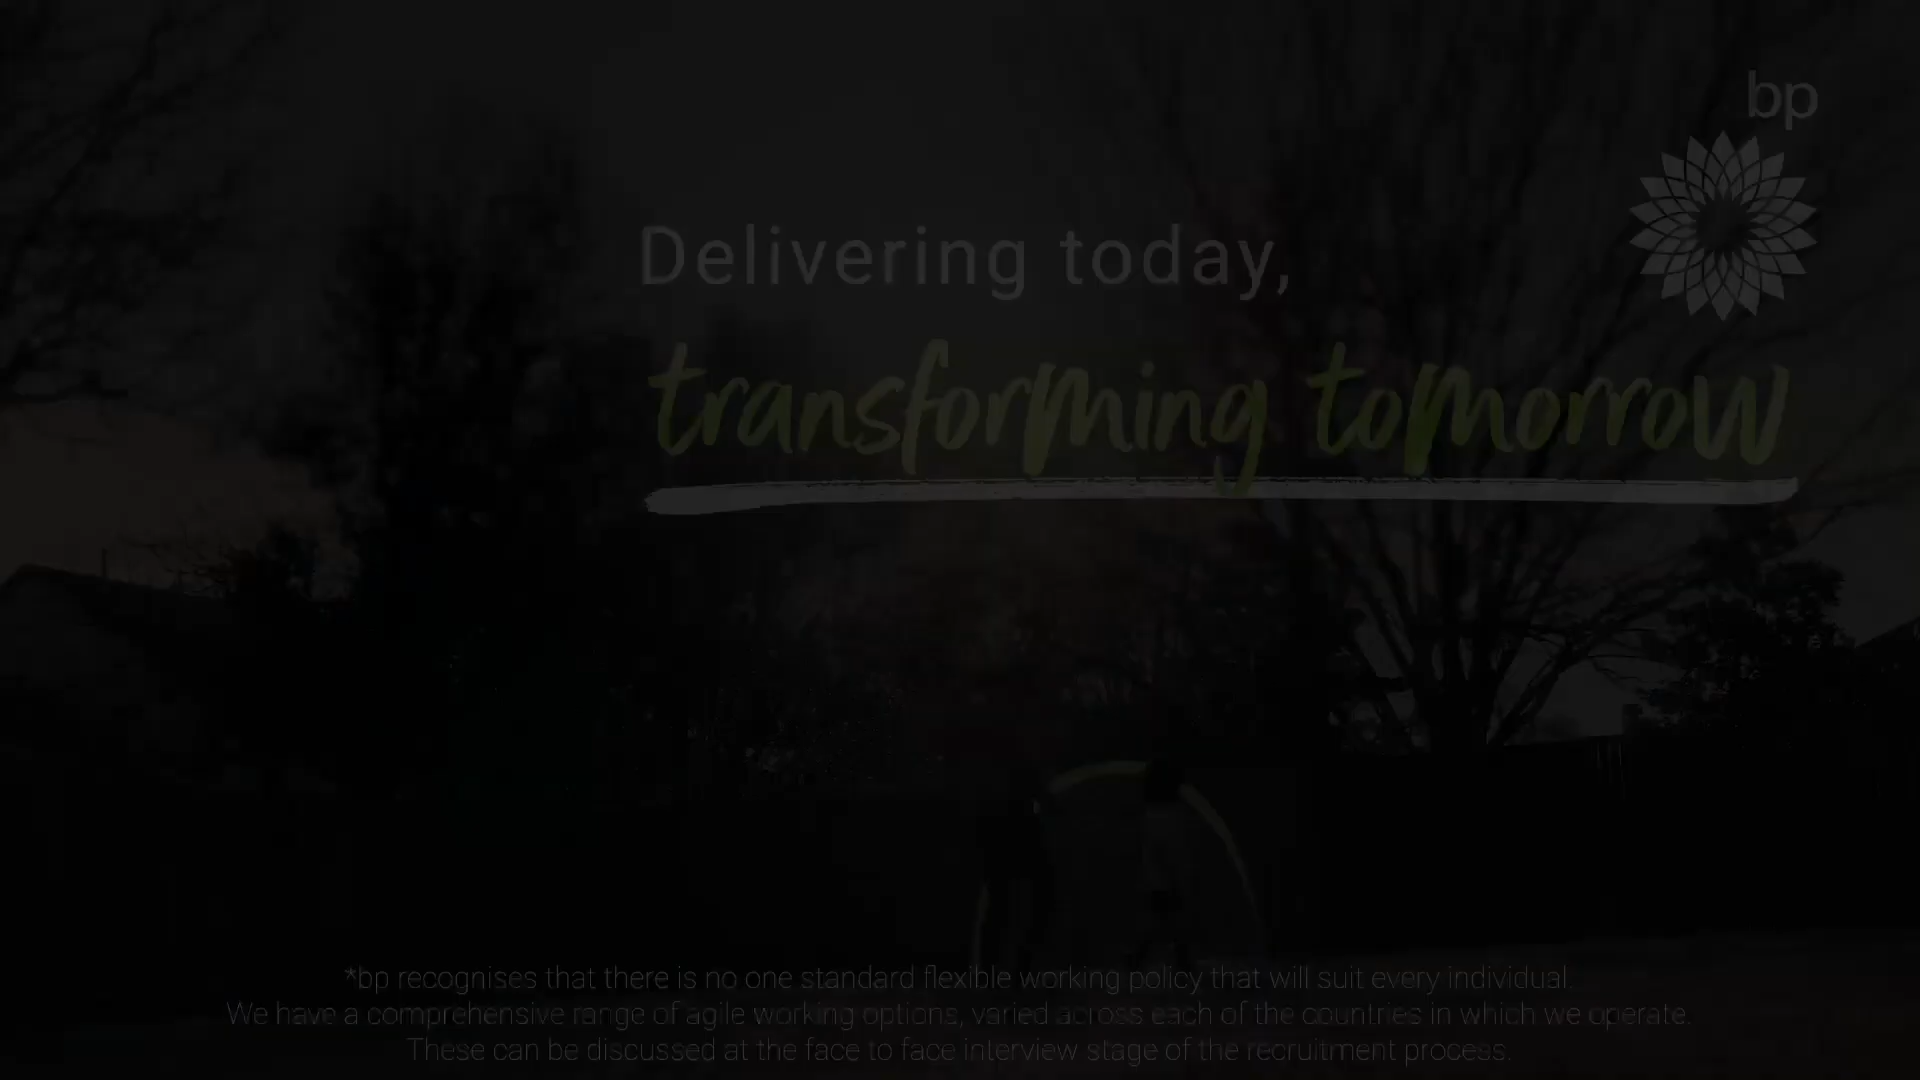 bp
Delivering today,
transforming tomorrow
*bp recognises that there is no one standard flexible working policy that will suit every individual.
We have a comprehensive range of agile working options, varied across each of the countries in which we operate.
These can be discussed at the face to face interview stage of the recruitment process.